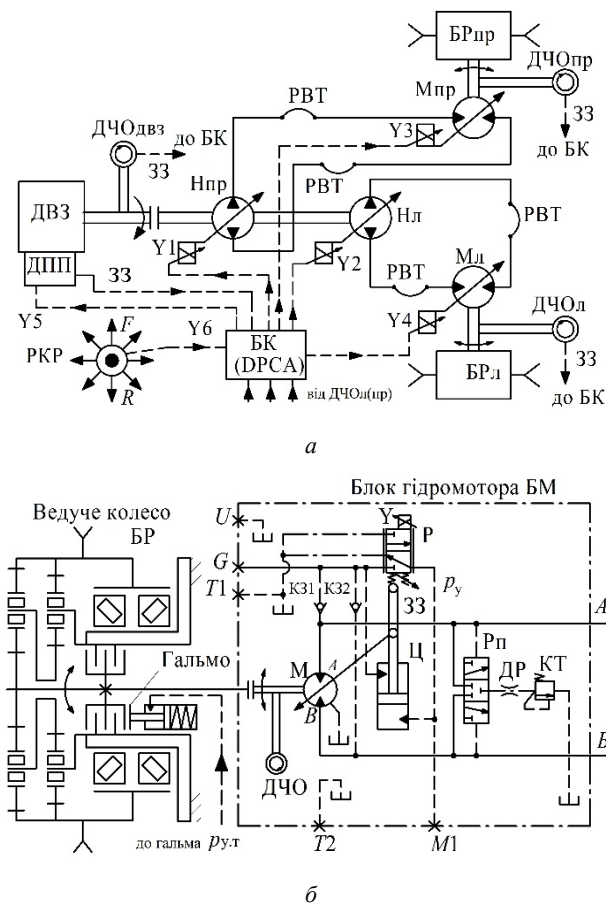 БРпр
ДЧОпр
Мпр
РВТ
ЗЗ
ДЧОдвз
до БК
Y3
до БК
ЗЗ
РВТ
Нпр
ДВЗ
Нл
РВТ
Y1
Мл
ДПП
ЗЗ
Y2
РВТ
Y4
ДЧОл
Y5
F
Y6
БК
(DPCA)
ЗЗ
РКР
R
від ДЧОл(пр)
БРл
до БК
а
Блок гідромотора БМ
Ведуче колесо
БР
U
Y
Р
G
T1
КЗ1
КЗ2
pу
ЗЗ
A
Гальмо
М
A
Ц
Рп
ДР
КТ
B
B
ДЧО
до гальма pу.т
T2
M1
б